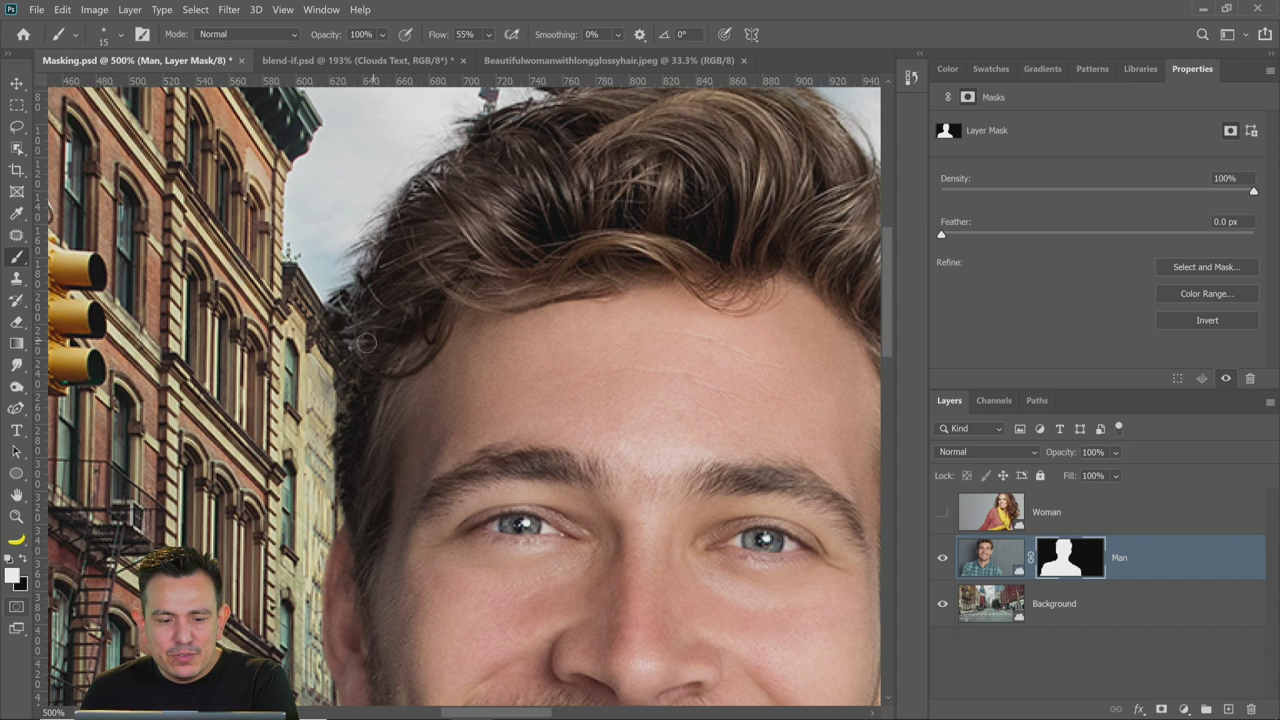 Ps File Edit Image Layer Type Select Filter 3D View Window Help
15 Mode: Normal Opacity: 100% Flow: 55% Smoothing: 0% 0°
Masking.psd @ 500% (Man, Layer Mask/8) * × blend-if.psd @ 193% (Clouds Text, RGB/8*) * × Beautifulwomanwithlongglossyhair.jpeg @ 33.3% (RGB/8) ×
Color Swatches Gradients Patterns Libraries Properties
460 480 500 520 540 560 580 600 620 640 660 680 700 720 740 760 780 800 820 840 860 880 900 920 940
Masks
Layer Mask
Density: 100%
Feather: 0.0 px
Refine: Select and Mask...
Color Range...
Invert
Layers Channels Paths
Kind
Normal Opacity: 100%
Lock: Fill: 100%
Woman
Man
Background
500%
fx